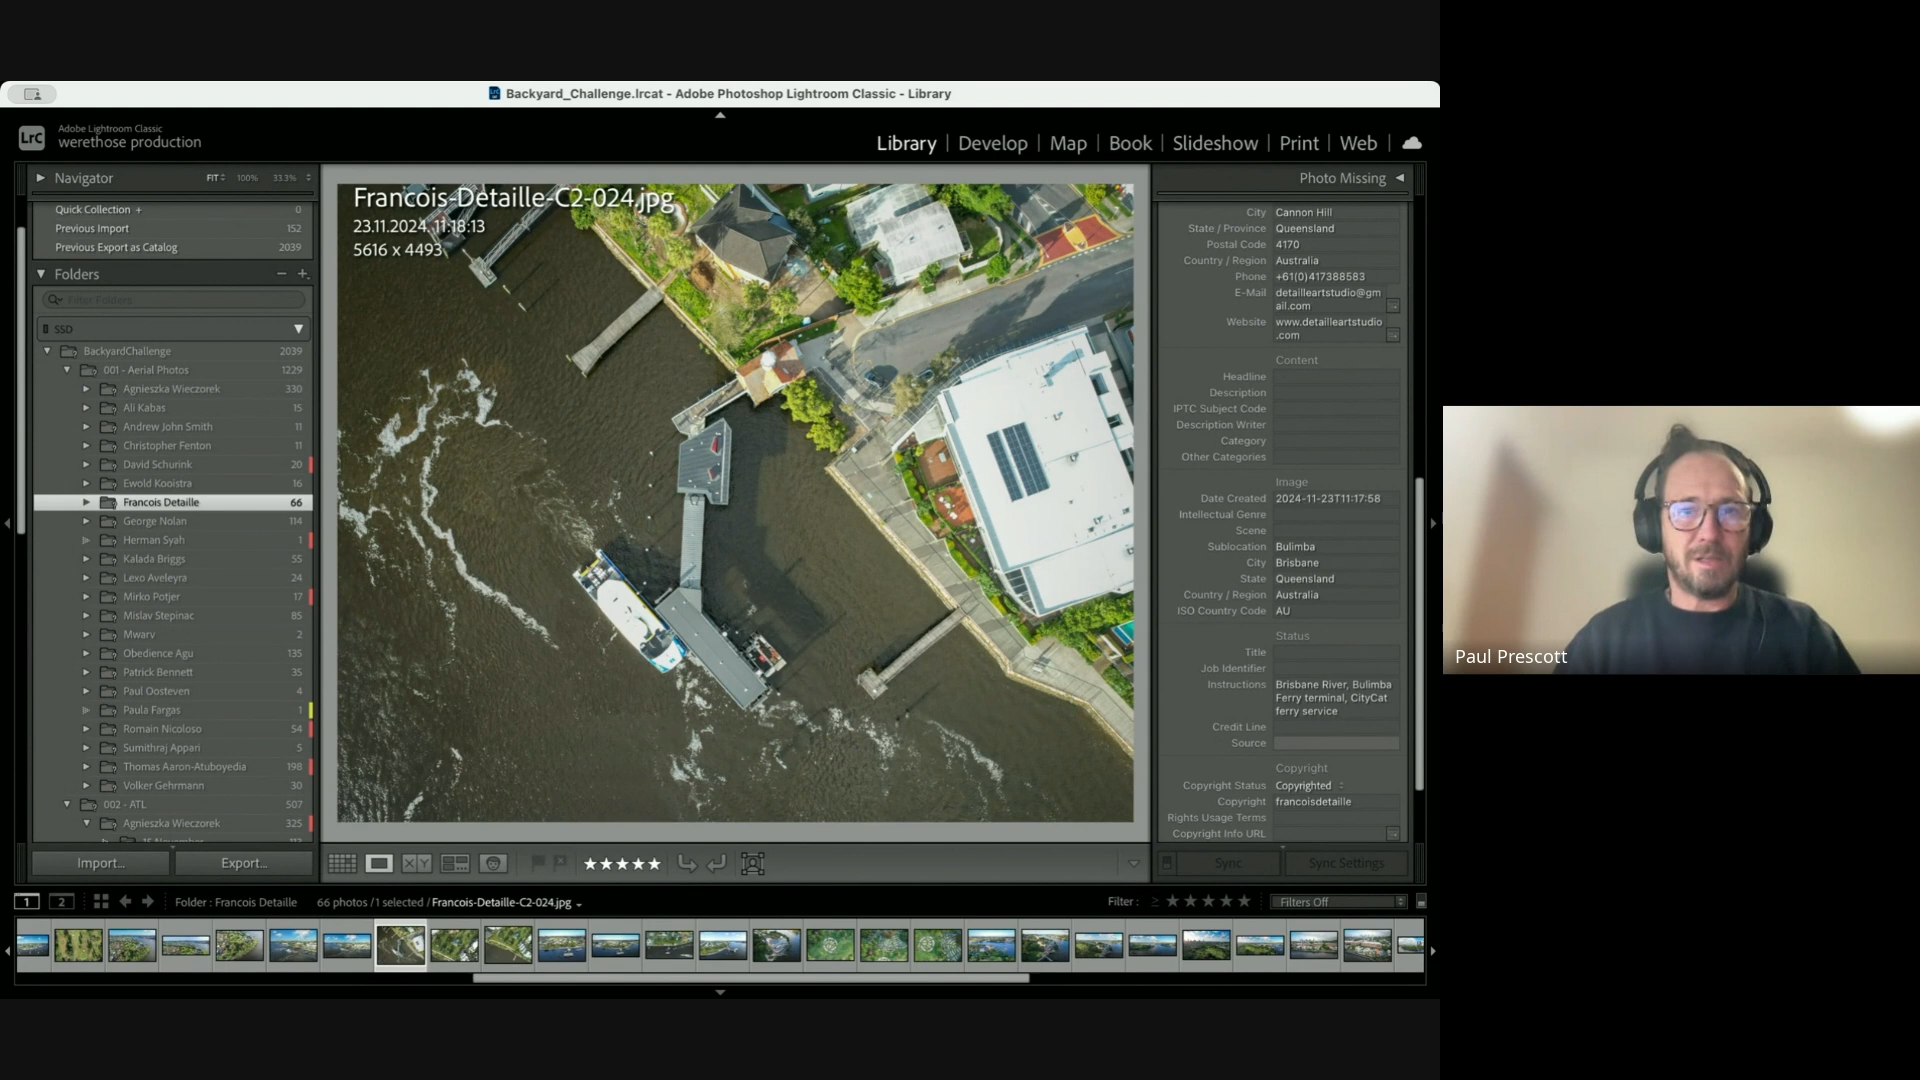 Backyard_Challenge.lrcat - Adobe Photoshop Lightroom Classic - Library
LrC
Adobe Lightroom Classic
werethose production
Library | Develop | Map | Book | Slideshow | Print | Web |
Navigator FIT 100% 33.3%
Quick Collection + 0
Previous Import 152
Previous Export as Catalog 2039
Folders
Filter Folders
SSD
BackyardChallenge 2039
001 - Aerial Photos 1229
Agnieszka Wieczorek 330
Ali Kabas 15
Andrew John Smith 11
Christopher Fenton 11
David Schurink 20
Ewold Kooistra 16
Francois Detaille 66
George Nolan 114
Herman Syah 1
Kalada Briggs 55
Lexo Aveleyra 24
Mirko Potjer 17
Mislav Stepinac 85
Mwarv 2
Obedience Agu 135
Patrick Bennett 35
Paul Oosteven 4
Paula Fargas 1
Romain Nicoloso 54
Sumithraj Appari 5
Thomas Aaron-Atuboyedia 198
Volker Gehrmann 30
002 - ATL 507
Agnieszka Wieczorek 325
Import... Export...
Francois-Detaille-C2-024.jpg
23.11.2024, 11:18:13
5616 x 4493
Photo Missing
City Cannon Hill
State / Province Queensland
Postal Code 4170
Country / Region Australia
Phone +61(0)417388583
E-Mail detailleartstudio@gm
ail.com
Website www.detailleartstudio
.com
Content
Headline
Description
IPTC Subject Code
Description Writer
Category
Other Categories
Image
Date Created 2024-11-23T11:17:58
Intellectual Genre
Scene
Sublocation Bulimba
City Brisbane
State Queensland
Country / Region Australia
ISO Country Code AU
Status
Title
Job Identifier
Instructions Brisbane River, Bulimba
Ferry terminal, CityCat
ferry service
Credit Line
Source
Copyright
Copyright Status Copyrighted
Copyright francoisdetaille
Rights Usage Terms
Copyright Info URL
Sync Sync Settings
X Y
1 2 Folder : Francois Detaille 66 photos / 1 selected / Francois-Detaille-C2-024.jpg Filter : Filters Off
Paul Prescott